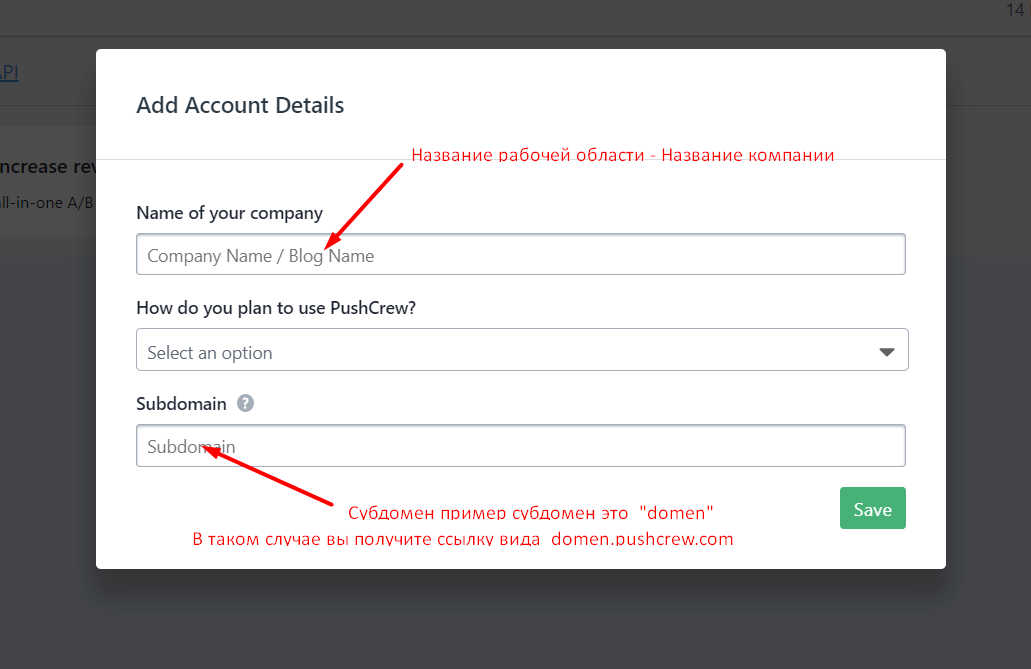 14
API
Add Account Details
Название рабочей области - Название компании
ncrease rev
ll-in-one A/B
Name of your company
Company Name / Blog Name
How do you plan to use PushCrew?
Select an option
Subdomain ?
Subdomain
Субдомен пример субдомен это "domen"
Save
В таком случае вы получите ссылку вида domen.pushcrew.com